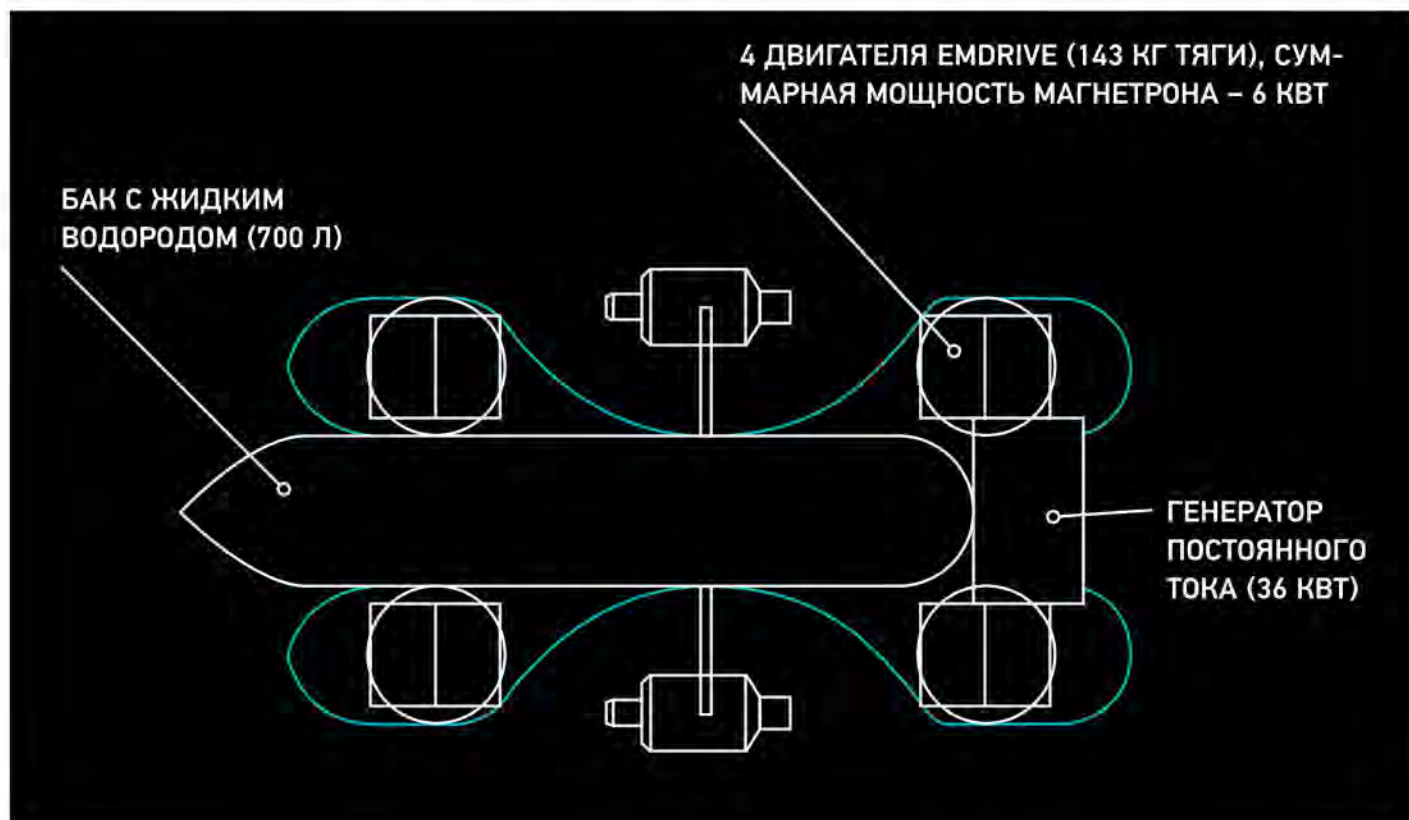 4 ДВИГАТЕЛЯ EMDRIVE (143 КГ ТЯГИ), СУМ-
МАРНАЯ МОЩНОСТЬ МАГНЕТРОНА – 6 КВТ
БАК С ЖИДКИМ
ВОДОРОДОМ (700 Л)
ГЕНЕРАТОР
ПОСТОЯННОГО
ТОКА (36 КВТ)